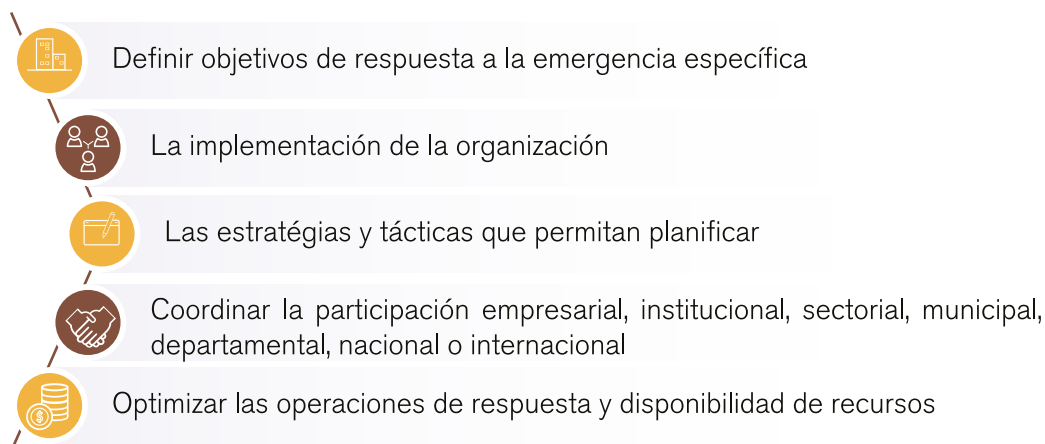 Definir objetivos de respuesta a la emergencia específica
La implementación de la organización
Las estratégias y tácticas que permitan planificar
Coordinar la participación empresarial, institucional, sectorial, municipal,
departamental, nacional o internacional
Optimizar las operaciones de respuesta y disponibilidad de recursos